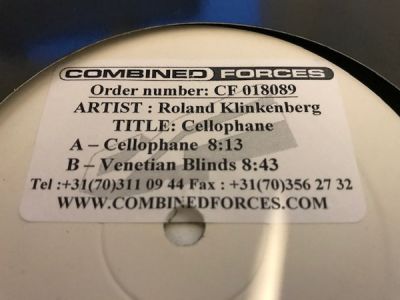 COMBINED FORCES
Order number: CF 018089
ARTIST : Roland Klinkenberg
TITLE: Cellophane
A – Cellophane 8:13
B – Venetian Blinds 8:43
Tel :+31(70)311 09 44 Fax : +31(70)356 27 32
WWW.COMBINEDFORCES.COM